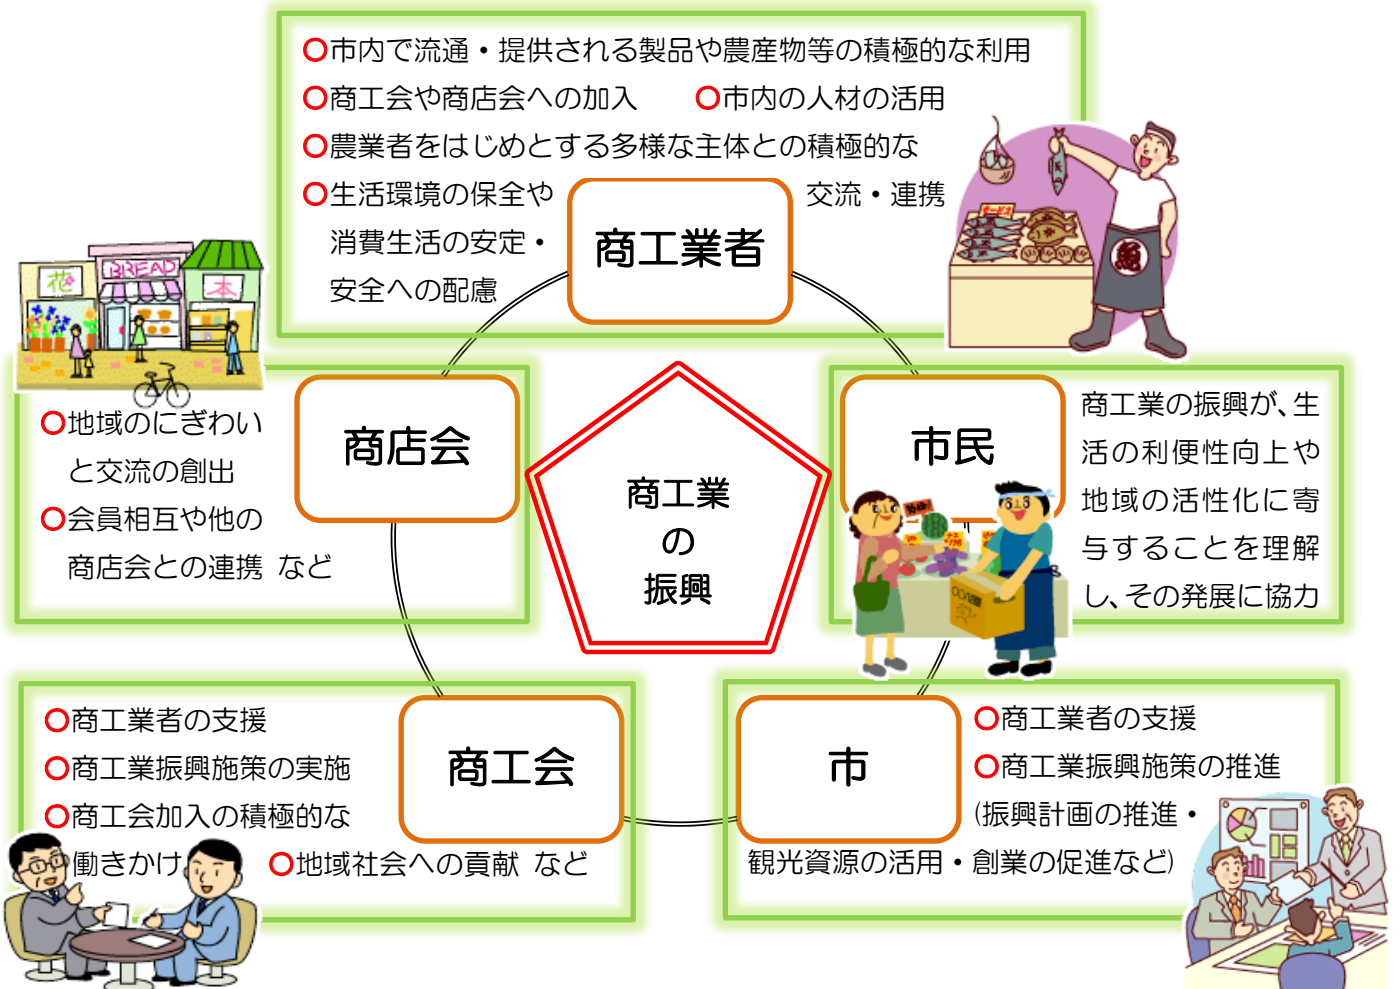 ○市内で流通・提供される製品や農産物等の積極的な利用
○商工会や商店会への加入　○市内の人材の活用
○農業者をはじめとする多様な主体との積極的な
交流・連携
○生活環境の保全や
消費生活の安定・
安全への配慮
商工業者
サービス
魚
花
BREAD
本
○地域のにぎわい
と交流の創出
○会員相互や他の
商店会との連携 など
商店会
商工業
の
振興
市民
商工業の振興が、生
活の利便性向上や
地域の活性化に寄
与することを理解
し、その発展に協力
○商工業者の支援
○商工業振興施策の実施
○商工会加入の積極的な
働きかけ　○地域社会への貢献 など
商工会
市
○商工業者の支援
○商工業振興施策の推進
(振興計画の推進・
観光資源の活用・創業の促進など)